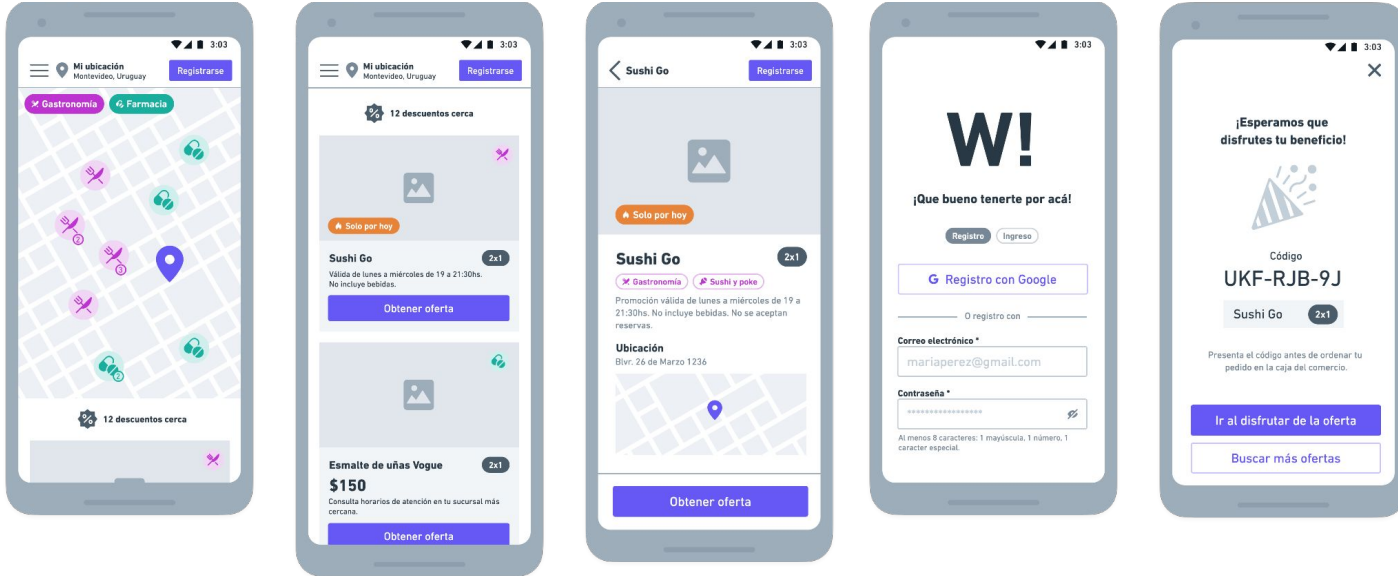 3:03
Mi ubicación
Montevideo, Uruguay
Registrarse
Gastronomía
Farmacia
2
3
2
12 descuentos cerca
3:03
Mi ubicación
Montevideo, Uruguay
Registrarse
12 descuentos cerca
Solo por hoy
Sushi Go
2x1
Válida de lunes a miércoles de 19 a 21:30hs.
No incluye bebidas.
Obtener oferta
Esmalte de uñas Vogue
2x1
$150
Consulta horarios de atención en tu sucursal más
cercana.
Obtener oferta
3:03
Sushi Go
Registrarse
Solo por hoy
Sushi Go
2x1
Gastronomía
Sushi y poke
Promoción válida de lunes a miércoles de 19 a
21:30hs. No incluye bebidas. No se aceptan
reservas.
Ubicación
Blvr. 26 de Marzo 1236
Obtener oferta
3:03
W!
¡Que bueno tenerte por acá!
Registro
Ingreso
G Registro con Google
O registro con
Correo electrónico *
mariaperez@gmail.com
Contraseña *
*****************
Al menos 8 caracteres: 1 mayúscula, 1 número, 1
caracter especial.
3:03
¡Esperamos que
disfrutes tu beneficio!
Código
UKF-RJB-9J
Sushi Go
2x1
Presenta el código antes de ordenar tu
pedido en la caja del comercio.
Ir al disfrutar de la oferta
Buscar más ofertas